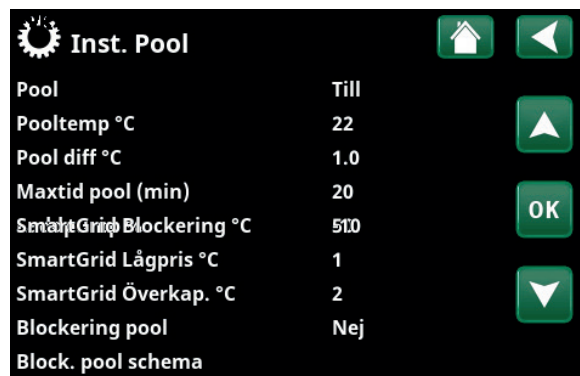 Inst. Pool
Pool Till
Pooltemp °C 22
Pool diff °C 1.0
Maxtid pool (min) 20
SmartGrid Blockering °C
OK
SmartGrid Lågpris °C 1
SmartGrid Överkap. °C 2
Blockering pool Nej
Block. pool schema